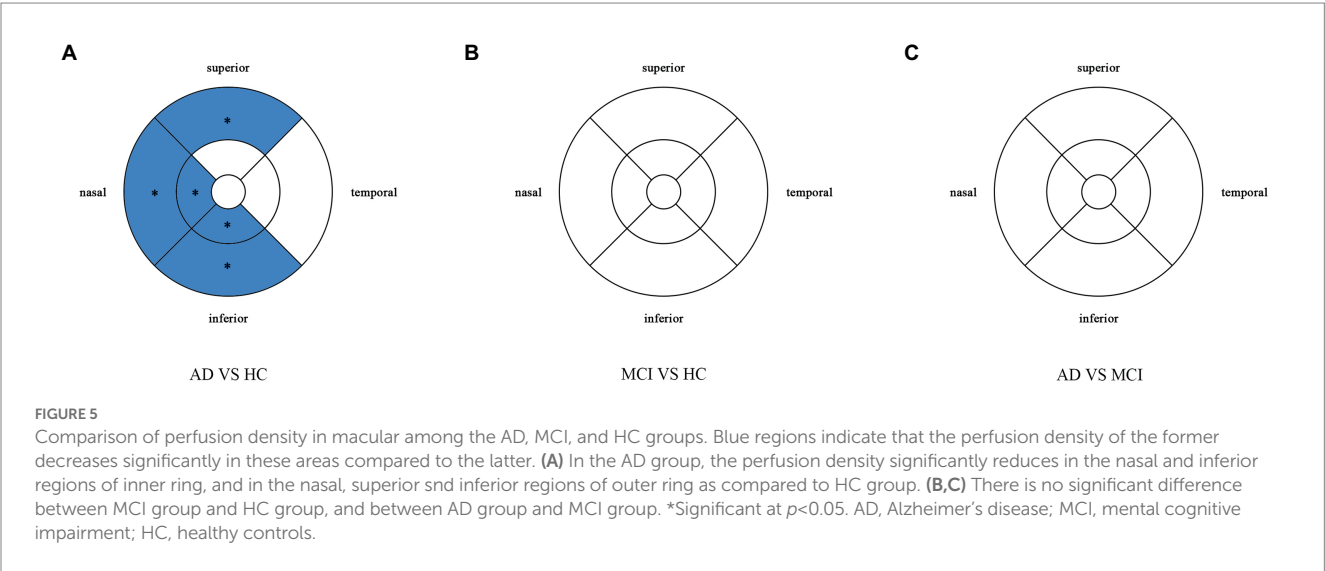 A
B
C
superior
superior
superior
*
nasal
*
*
temporal
nasal
temporal
nasal
temporal
*
*
inferior
inferior
inferior
AD VS HC
MCI VS HC
AD VS MCI
FIGURE 5
Comparison of perfusion density in macular among the AD, MCI, and HC groups. Blue regions indicate that the perfusion density of the former
decreases significantly in these areas compared to the latter. (A) In the AD group, the perfusion density significantly reduces in the nasal and inferior
regions of inner ring, and in the nasal, superior snd inferior regions of outer ring as compared to HC group. (B,C) There is no significant difference
between MCI group and HC group, and between AD group and MCI group. *Significant at p<0.05. AD, Alzheimer's disease; MCI, mental cognitive
impairment; HC, healthy controls.